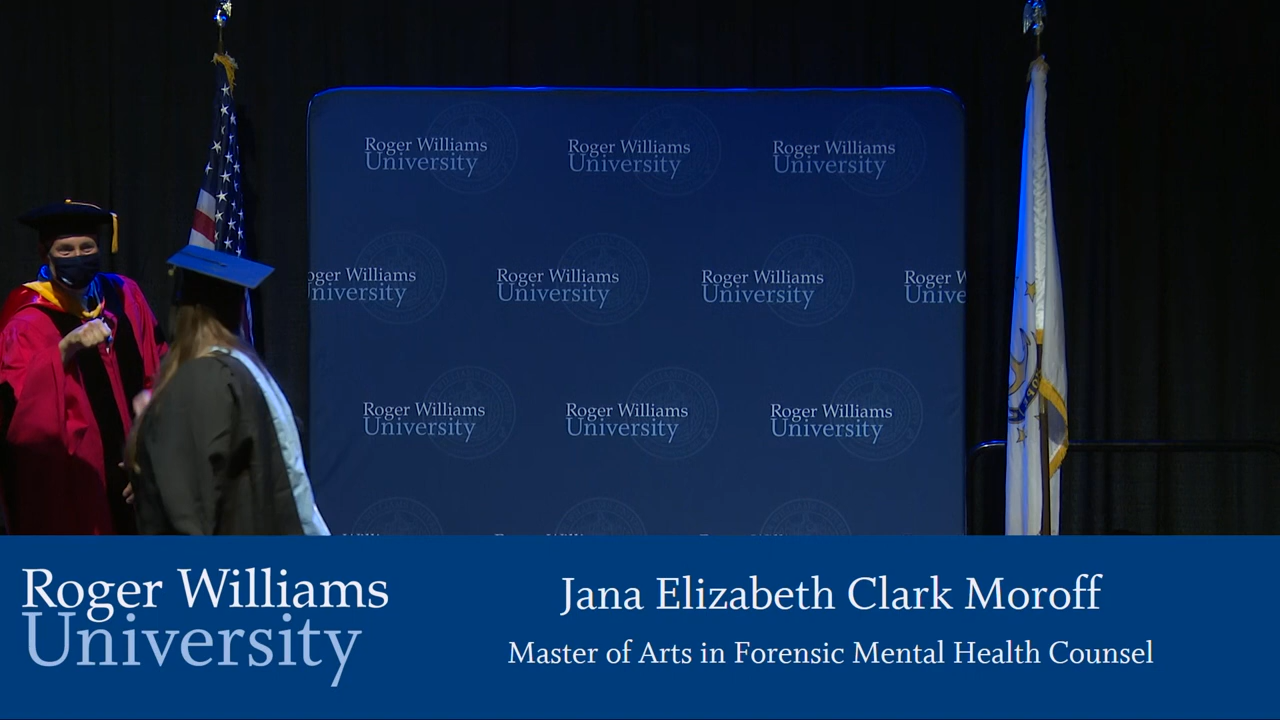 Roger Williams
University
Roger Williams
University
Roger Williams
University
oger Williams
University
Roger Williams
University
Roger Williams
University
Roger W
Unive
Roger Williams
University
Roger Williams
University
Roger Williams
University
Roger Williams
University
Jana Elizabeth Clark Moroff
Master of Arts in Forensic Mental Health Counsel